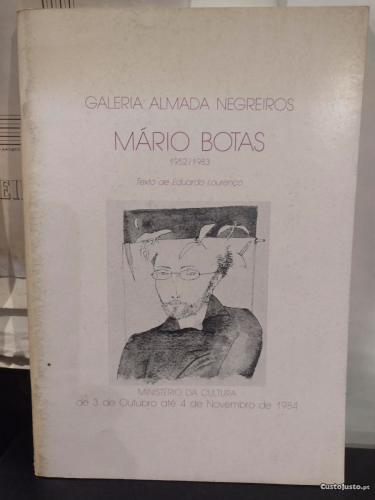 GALERIA ALMADA NEGREIROS
MÁRIO BOTAS
1952/1983
Texto de Eduardo Lourenço
MINISTÉRIO DA CULTURA
de 3 de Outubro até 4 de Novembro de 1984
CustoJusto.pt